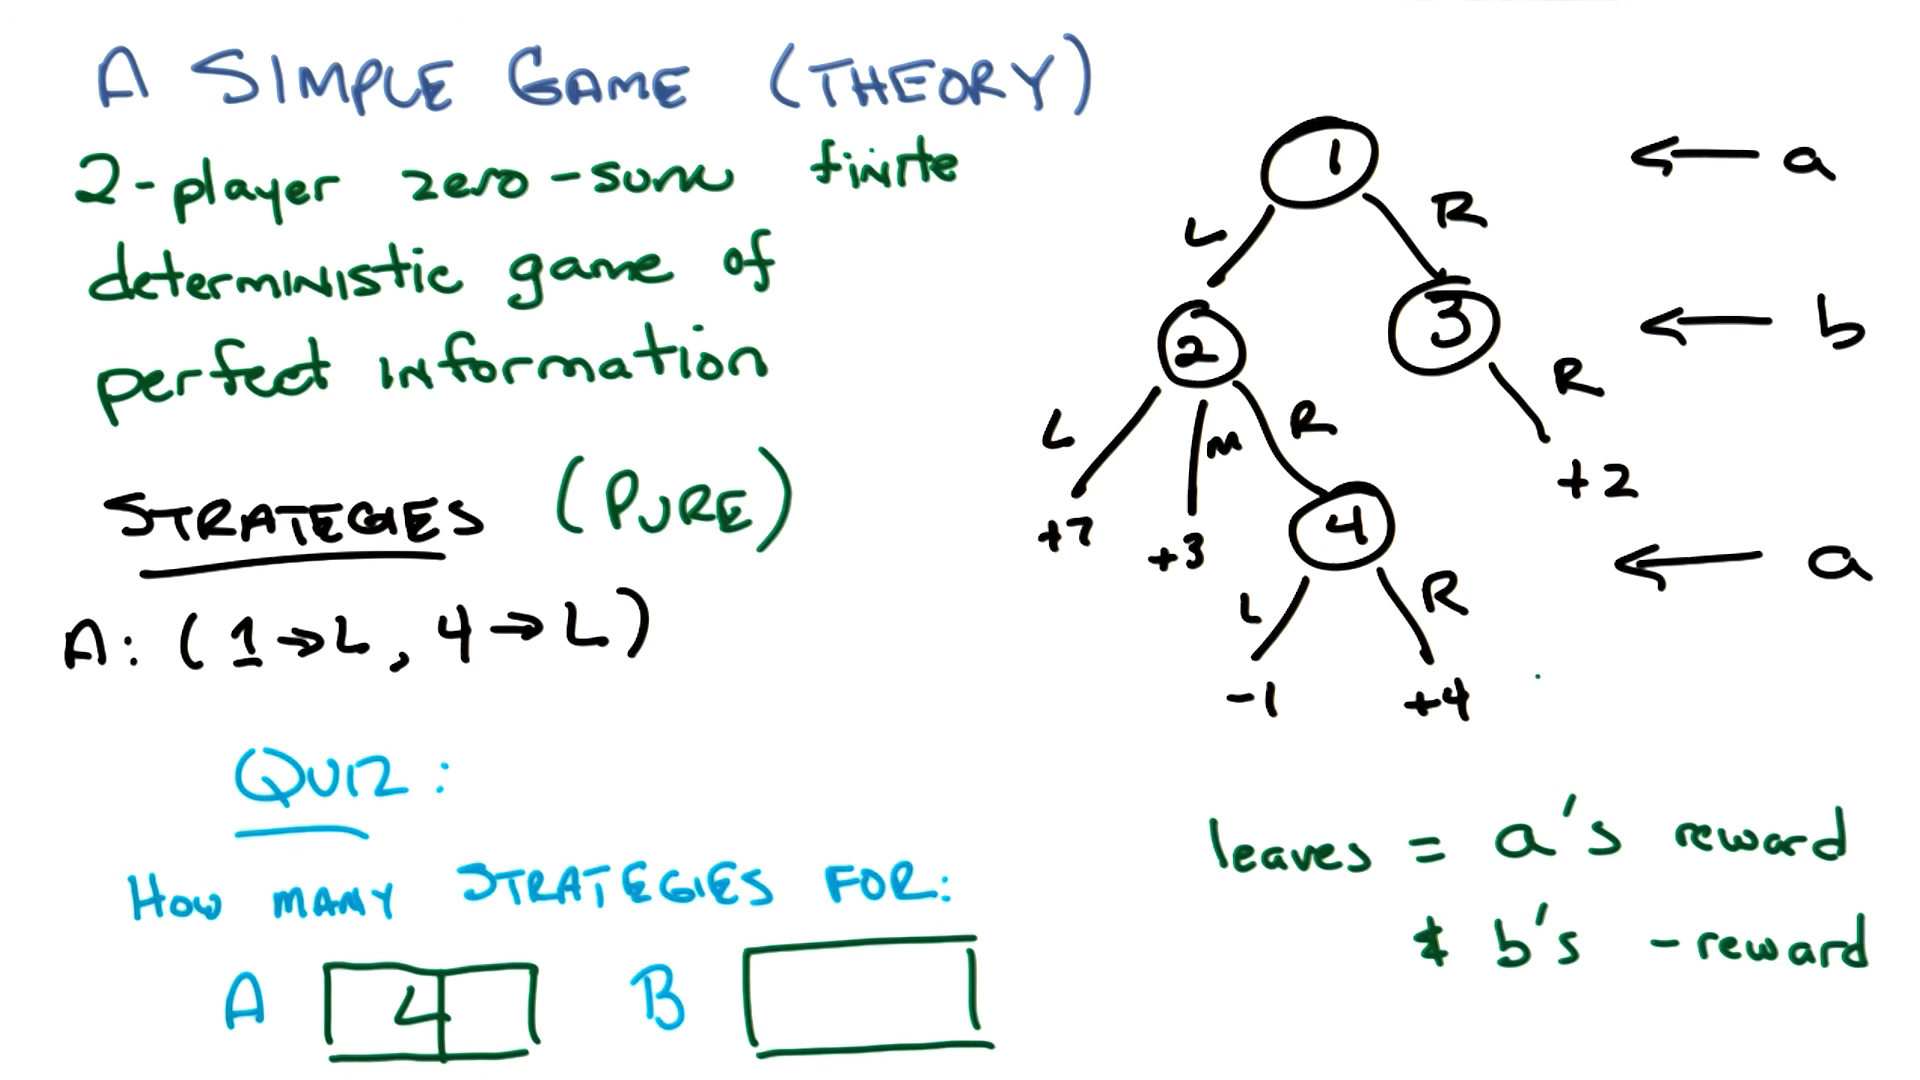 A SIMPLE GAME (THEORY)
2-player zero-sum finite
deterministic game of
perfect information
STRATEGIES (PURE)
A: (1→L, 4→L)
QUIZ:
HOW MANY STRATEGIES FOR:
A 4 B
1 ← a
L R
2 3 ← b
L M R R
+7 +3 4 +2 ← a
L R
-1 +4
leaves = a's reward
& b's -reward